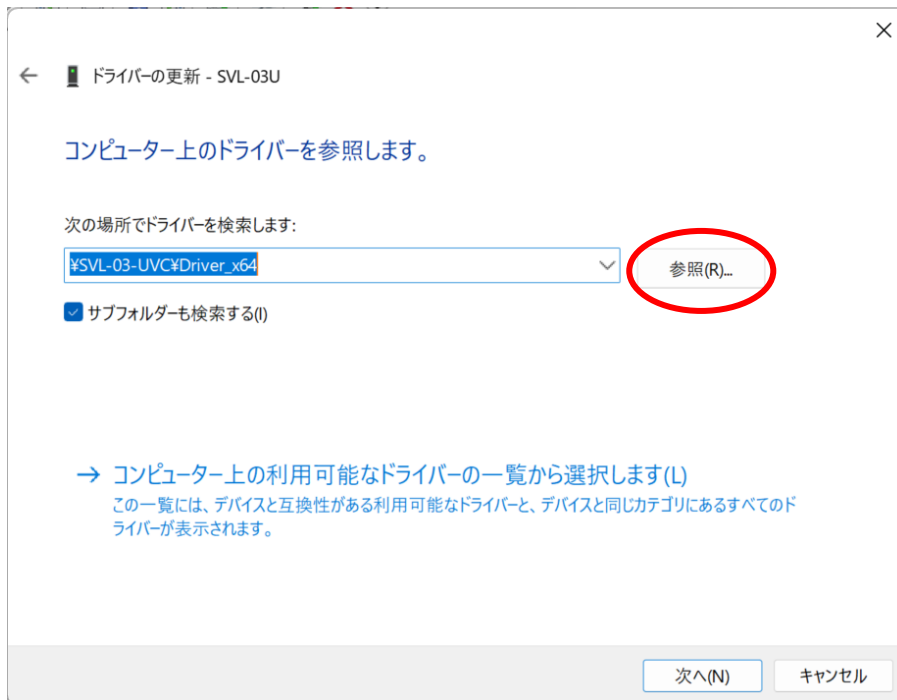 ドライバーの更新 - SVL-03U
コンピューター上のドライバーを参照します。
次の場所でドライバーを検索します:
¥SVL-03-UVC¥Driver_x64
参照(R)...
サブフォルダーも検索する(I)
→ コンピューター上の利用可能なドライバーの一覧から選択します(L)
この一覧には、デバイスと互換性がある利用可能なドライバーと、デバイスと同じカテゴリにあるすべてのド
ライバーが表示されます。
次へ(N)
キャンセル